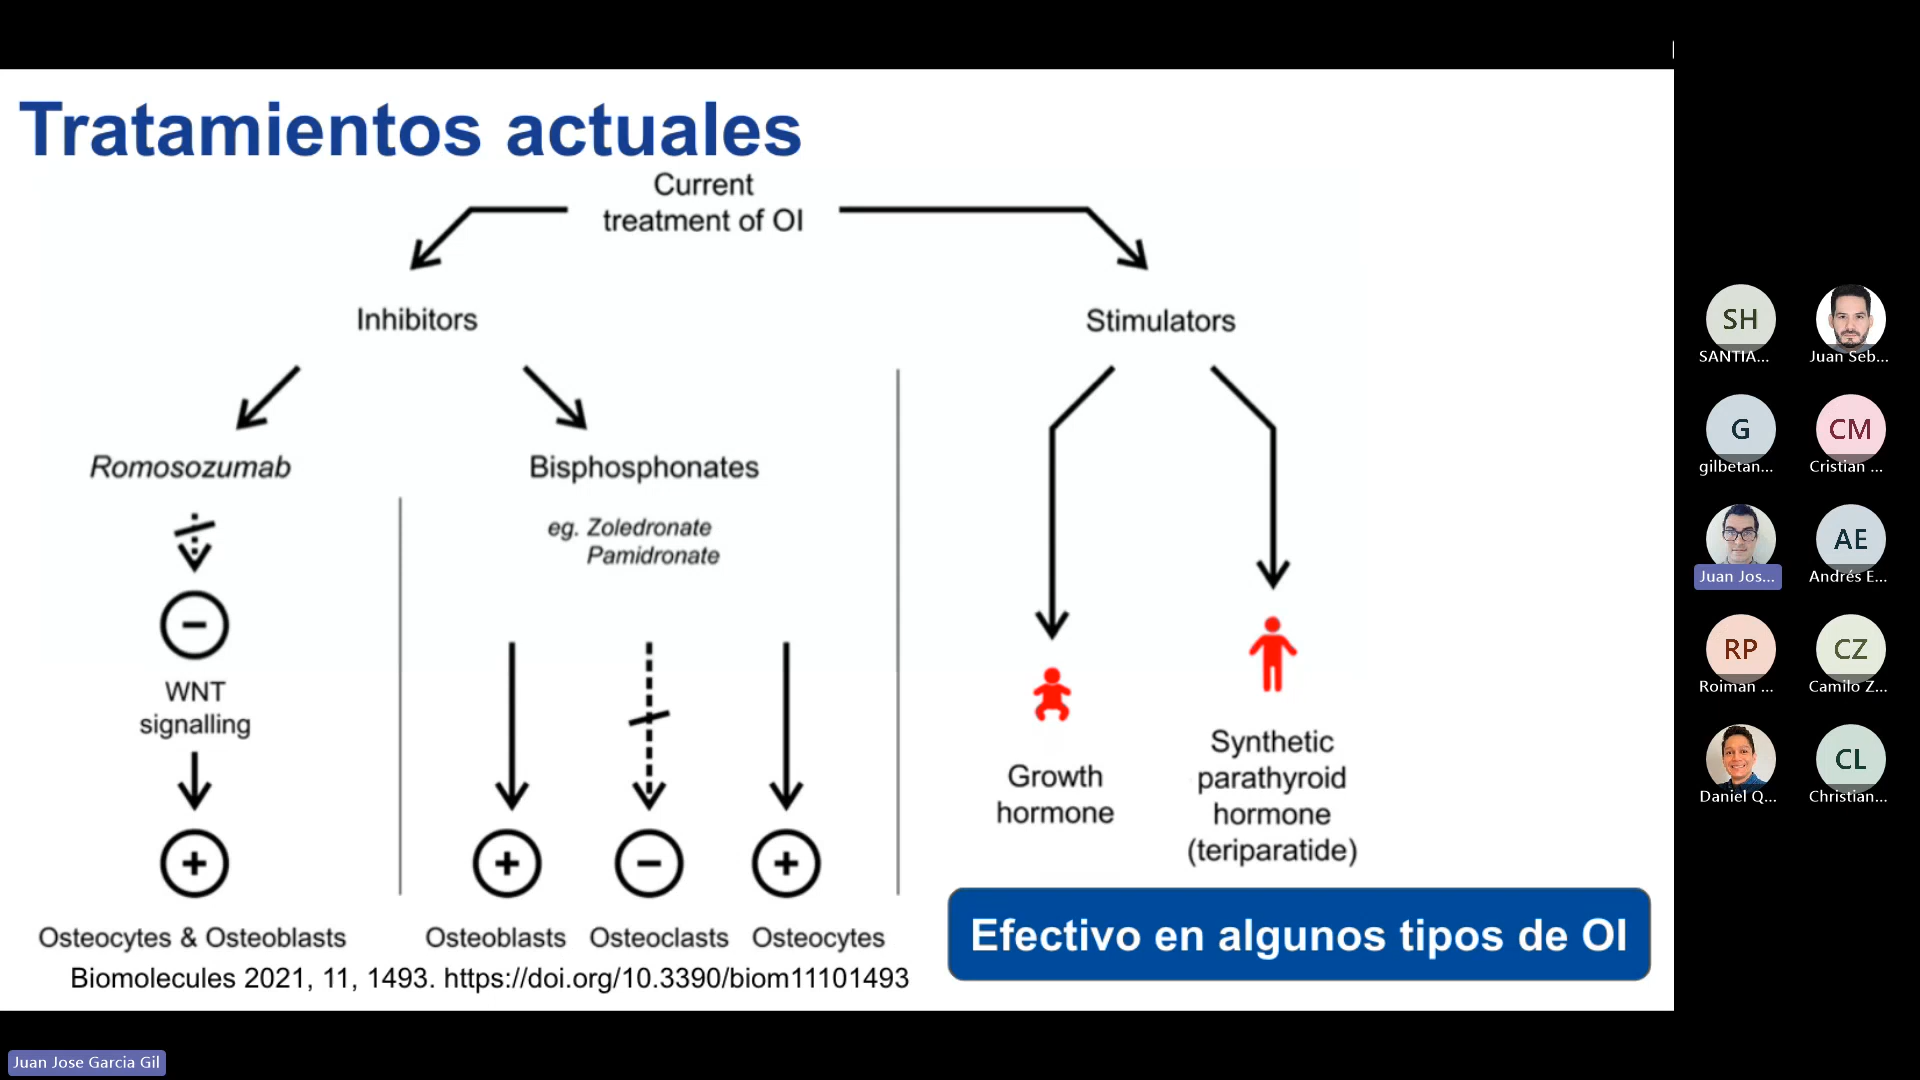 Tratamientos actuales
Current
treatment of OI
Inhibitors
Stimulators
Romosozumab
Bisphosphonates
eg. Zoledronate
Pamidronate
WNT
signalling
Growth
hormone
Synthetic
parathyroid
hormone
(teriparatide)
Osteocytes & Osteoblasts
Osteoblasts
Osteoclasts
Osteocytes
Efectivo en algunos tipos de OI
Biomolecules 2021, 11, 1493. https://doi.org/10.3390/biom11101493
SH
SANTIA...
Juan Seb...
G
gilbetan...
CM
Cristian ...
Juan Jos...
AE
Andrés E...
RP
Roiman ...
CZ
Camilo Z...
Daniel Q...
CL
Christian...
Juan Jose Garcia Gil